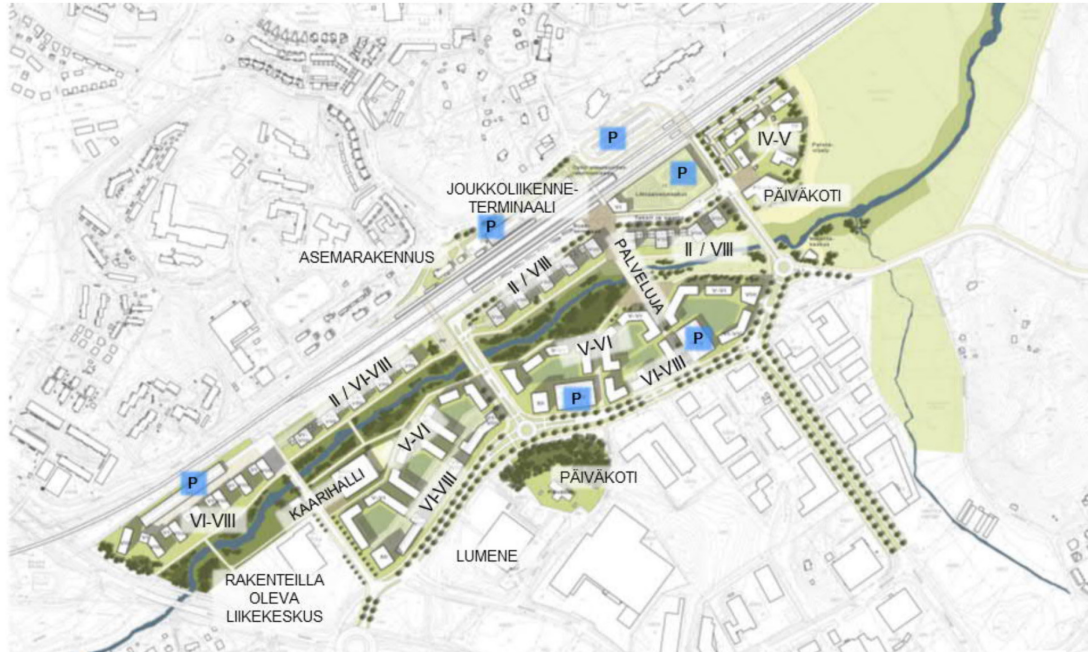 P
IV-V
P
JOUKKOLIIKENNE-
TERMINAALI
PÄIVÄKOTI
P
ASEMARAKENNUS
II / VIII
II / VIII
PALVELUJA
P
V-VI
VI-VIII
II / VI-VIII
P
V-VI
PÄIVÄKOTI
P
KAARIHALLI
VI-VIII
VI-VIII
LUMENE
RAKENTEILLA
OLEVA
LIIKEKESKUS